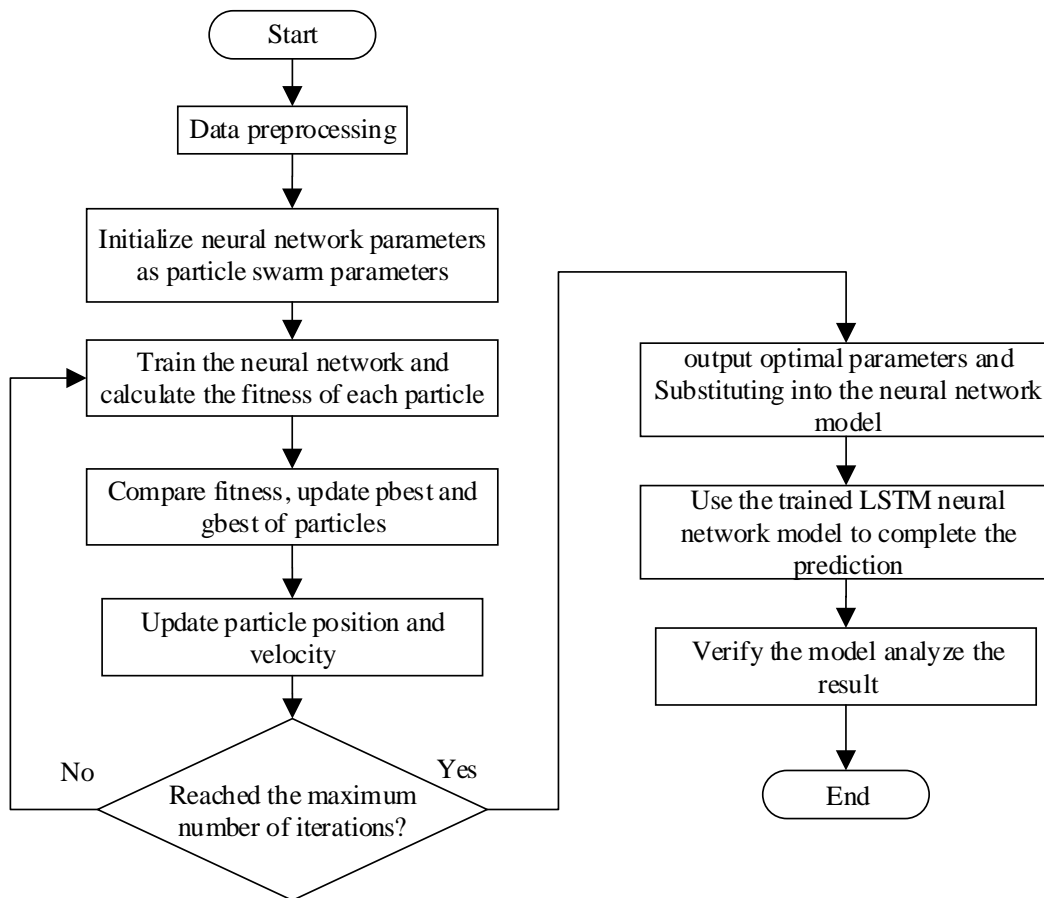 Start
Data preprocessing
Initialize neural network parameters
as particle swarm parameters
Train the neural network and
calculate the fitness of each particle
Compare fitness, update pbest and
gbest of particles
Update particle position and
velocity
No
Yes
Reached the maximum
number of iterations?
output optimal parameters and
Substituting into the neural network
model
Use the trained LSTM neural
network model to complete the
prediction
Verify the model analyze the
result
End